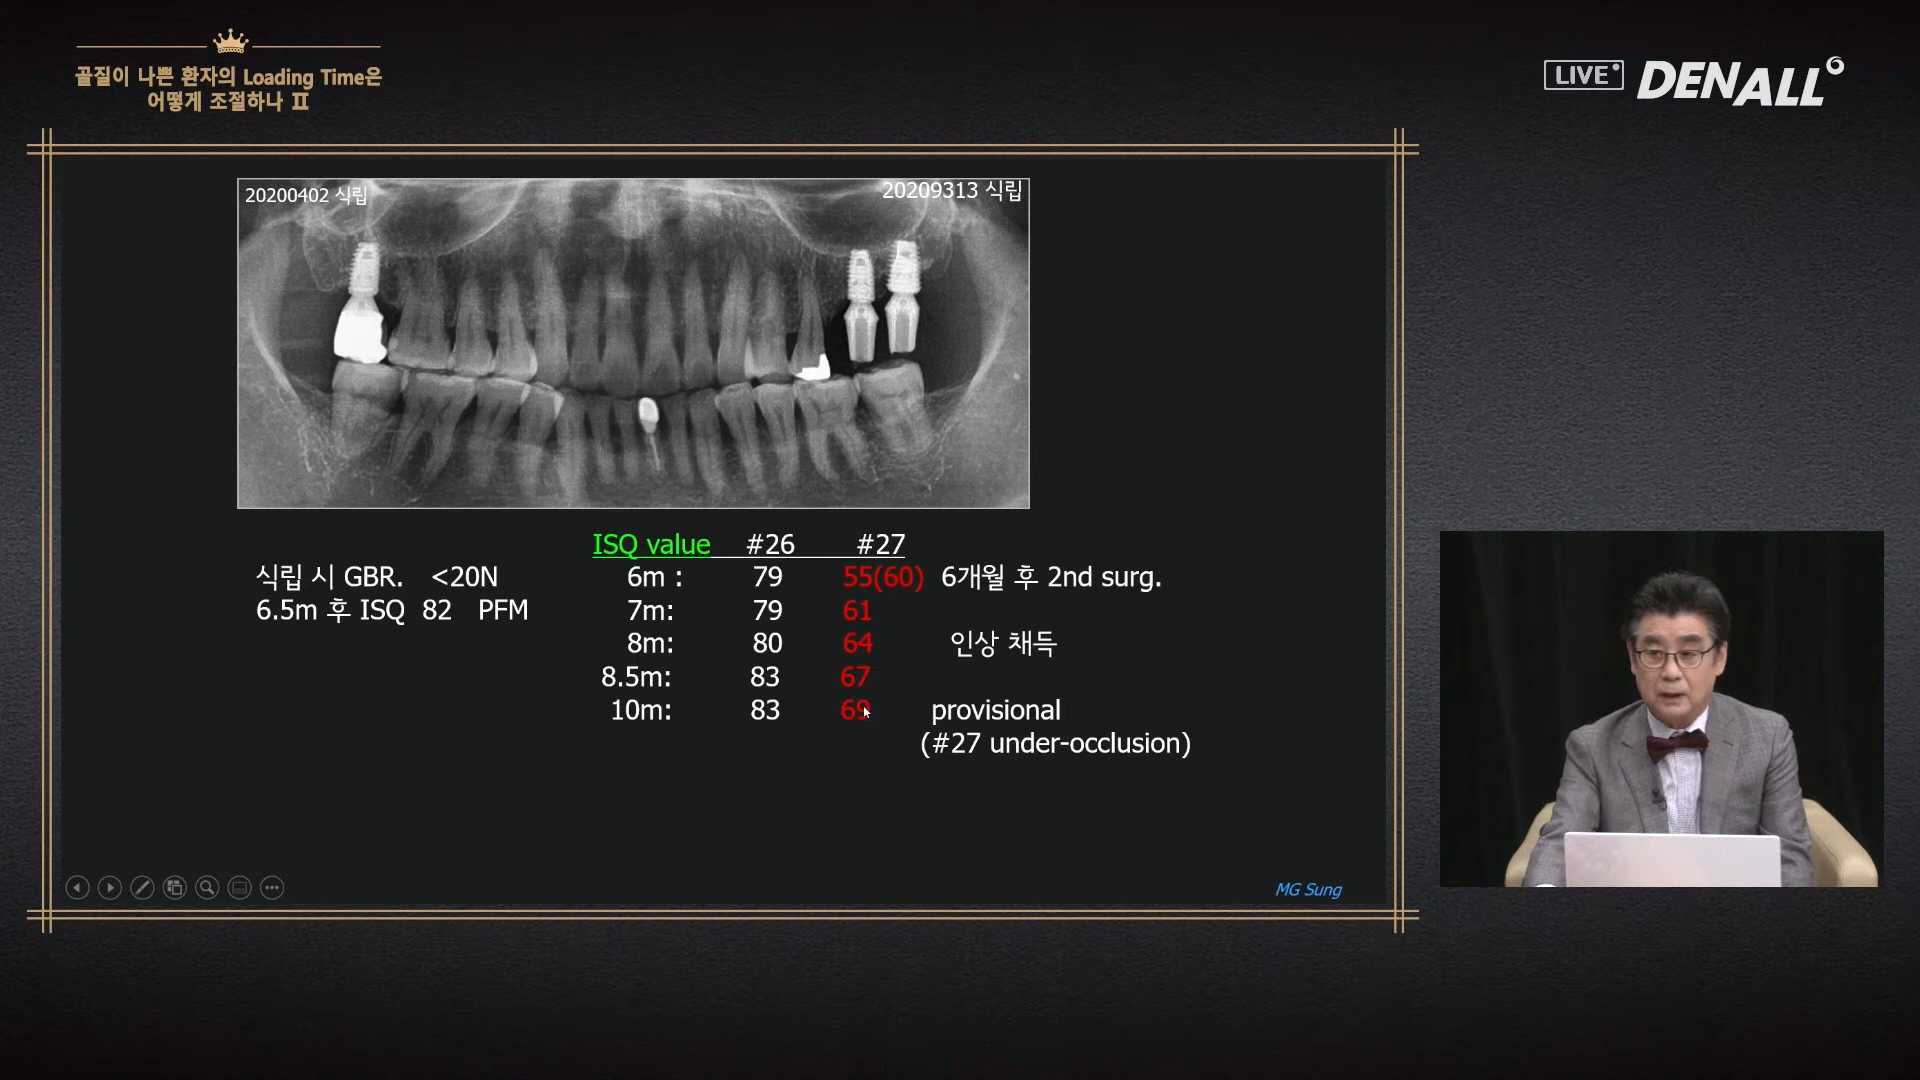 골질이 나쁜 환자의 Loading Time은
어떻게 조절하나 Ⅱ
LIVE DENALL
20200402 식립
20209313 식립
ISQ value #26 #27
식립 시 GBR. <20N
6.5m 후 ISQ 82 PFM
6m : 79 55(60) 6개월 후 2nd surg.
7m: 79 61
8m: 80 64 인상 채득
8.5m: 83 67
10m: 83 69 provisional
(#27 under-occlusion)
MG Sung